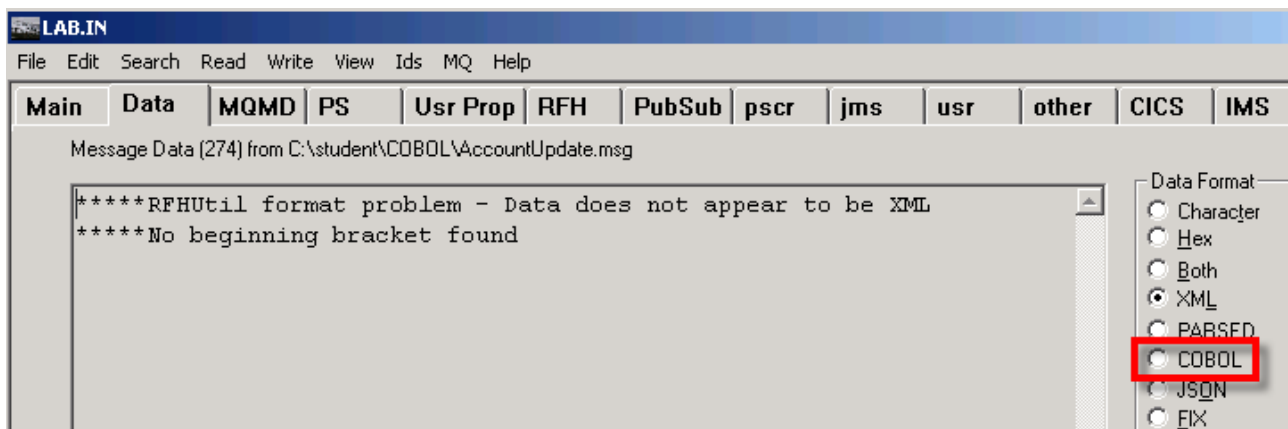 LAB.IN
File Edit Search Read Write View Ids MQ Help
Main Data MQMD PS Usr Prop RFH PubSub pscr jms usr other CICS IMS
Message Data (274) from C:\student\COBOL\AccountUpdate.msg
*****RFHUtil format problem - Data does not appear to be XML
*****No beginning bracket found
Data Format
Character
Hex
Both
XML
PARSED
COBOL
JSON
FIX